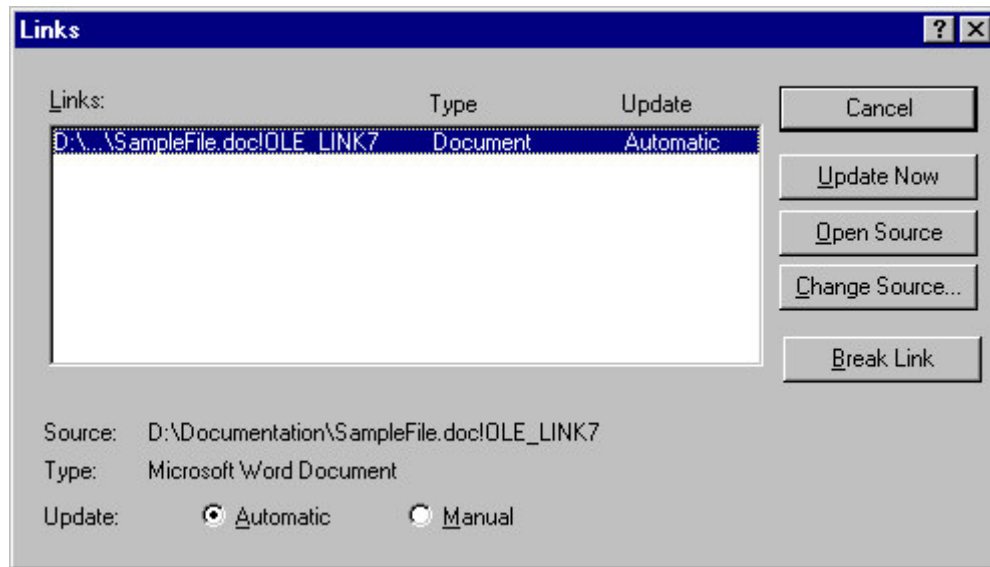 Links
Links: Type Update Cancel
D:\...\SampleFile.doc!OLE_LINK7 Document Automatic
Update Now
Open Source
Change Source...
Break Link
Source: D:\Documentation\SampleFile.doc!OLE_LINK7
Type: Microsoft Word Document
Update: Automatic Manual